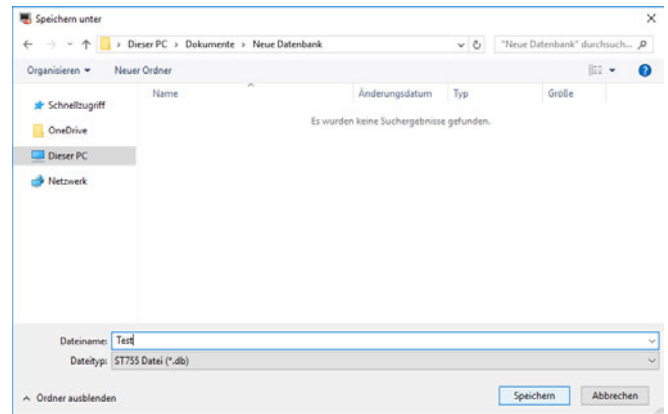 Speichern unter
Dieser PC > Dokumente > Neue Datenbank
"Neue Datenbank" durchsuch...
Organisieren Neuer Ordner
Name Änderungsdatum Typ Größe
Es wurden keine Suchergebnisse gefunden.
Schnellzugriff
OneDrive
Dieser PC
Netzwerk
Dateiname: Test
Dateityp: ST755 Datei (*.db)
Ordner ausblenden
Speichern Abbrechen